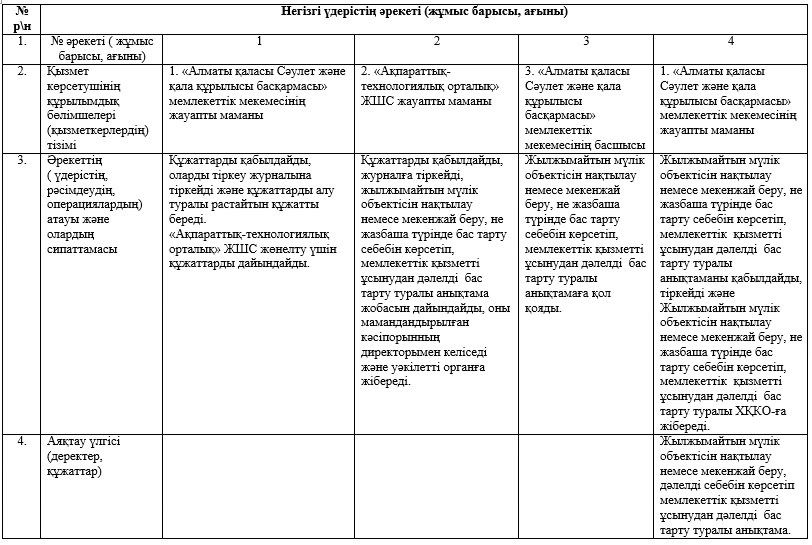 №
р\н
Негізгі үдерістің әрекеті (жұмыс барысы, ағыны)
1.
№ әрекеті ( жұмыс
барысы, ағыны)
1
2
3
4
2.
Қызмет
көрсетушінің
құрылымдық
бөлімшелері
(қызметкерлердің)
тізімі
1. «Алматы қаласы Сәулет және
қала құрылысы басқармасы»
мемлекеттік мекемесінің
жауапты маманы
2. «Ақпараттық-
технологиялық орталық»
ЖШС жауапты маманы
3. «Алматы қаласы
Сәулет және қала
құрылысы
басқармасы»
мемлекеттік
мекемесінің басшысы
1. «Алматы қаласы
Сәулет және қала
құрылысы басқармасы»
мемлекеттік мекемесінің
жауапты маманы
3.
Әрекеттің
( үдерістің,
рәсімдеудің,
операциялардың)
атауы және
олардың
сипаттамасы
Құжаттарды қабылдайды,
оларды тіркеу журналына
тіркейді және құжаттарды алу
туралы растайтын құжатты
береді.
«Ақпараттық-технологиялық
орталық» ЖШС жөнелту үшін
құжаттарды дайындайды.
Құжаттарды қабылдайды,
журналға тіркейді,
жылжымайтын мүлік
объектісін нақтылау
немесе мекенжай беру, не
жазбаша түрінде бас тарту
себебін көрсетіп,
мемлекеттік қызметті
ұсынудан дәлелді бас
тарту туралы анықтама
жобасын дайындайды, оны
мамандандырылған
кәсіпорынның
директорымен келіседі
және уәкілетті органға
жібереді.
Жылжымайтын мүлік
объектісін нақтылау
немесе мекенжай
беру, не жазбаша
түрінде бас тарту
себебін көрсетіп,
мемлекеттік қызметті
ұсынудан дәлелді бас
тарту туралы
анықтамаға қол
қояды.
Жылжымайтын мүлік
объектісін нақтылау
немесе мекенжай беру, не
жазбаша түрінде бас
тарту себебін көрсетіп,
мемлекеттік қызметті
ұсынудан дәлелді бас
тарту туралы
анықтаманы қабылдайды,
тіркейді және
Жылжымайтын мүлік
объектісін нақтылау
немесе мекенжай беру, не
жазбаша түрінде бас
тарту себебін көрсетіп,
мемлекеттік қызметті
ұсынудан дәлелді бас
тарту туралы ХҚКО-ға
жібереді.
4.
Аяқтау үлгісі
(деректер,
құжаттар)
Жылжымайтын мүлік
объектісін нақтылау
немесе мекенжай беру,
дәлелді себебін көрсетіп
мемлекеттік қызметті
ұсынудан дәлелді бас
тарту туралы анықтама.